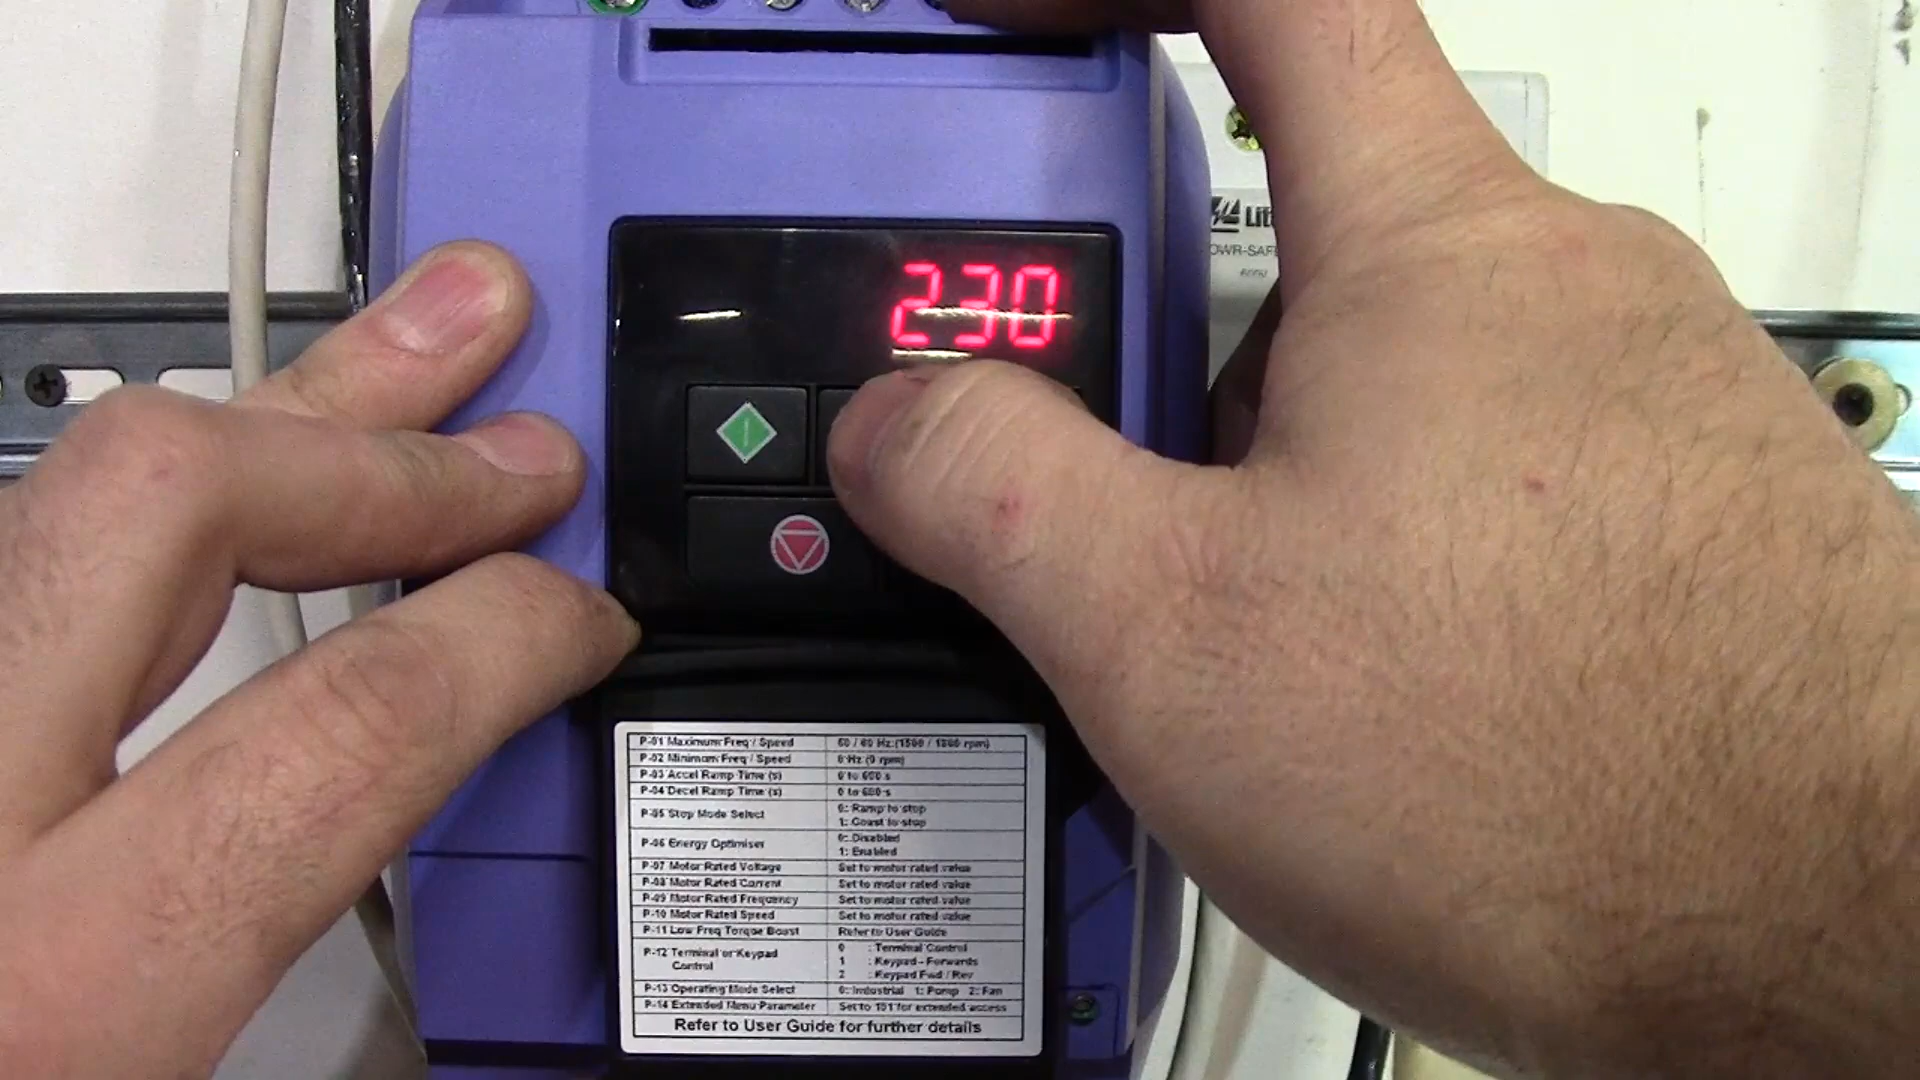 230
Lit
OWR-SAF
P-01 Maximum Freq / Speed 50 / 60 Hz (1500 / 1800 rpm)
P-02 Minimum Freq / Speed 0 Hz (0 rpm)
P-03 Accel Ramp Time (s) 0 to 600 s
P-04 Decel Ramp Time (s) 0 to 600 s
P-05 Stop Mode Select 0: Ramp to stop
1: Coast to stop
P-06 Energy Optimiser 0: Disabled
1: Enabled
P-07 Motor Rated Voltage Set to motor rated value
P-08 Motor Rated Current Set to motor rated value
P-09 Motor Rated Frequency Set to motor rated value
P-10 Motor Rated Speed Set to motor rated value
P-11 Low Freq Torque Boost Refer to User Guide
P-12 Terminal or Keypad Control 0 : Terminal Control
1 : Keypad - Forwards
2 : Keypad Fwd / Rev
P-13 Operating Mode Select 0: Industrial 1: Pump 2: Fan
P-14 Extended Menu Parameter Set to 101 for extended access
Refer to User Guide for further details